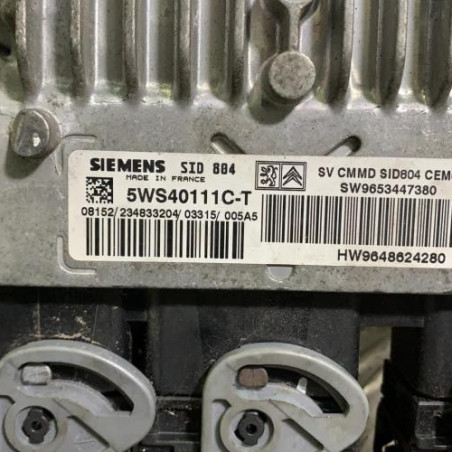 SIEMENS SID 804
MADE IN FRANCE
5WS40111C-T
08152/234833204/03315/005A5
SV CMMD SID804 CEM
SW9653447380
HW9648624280